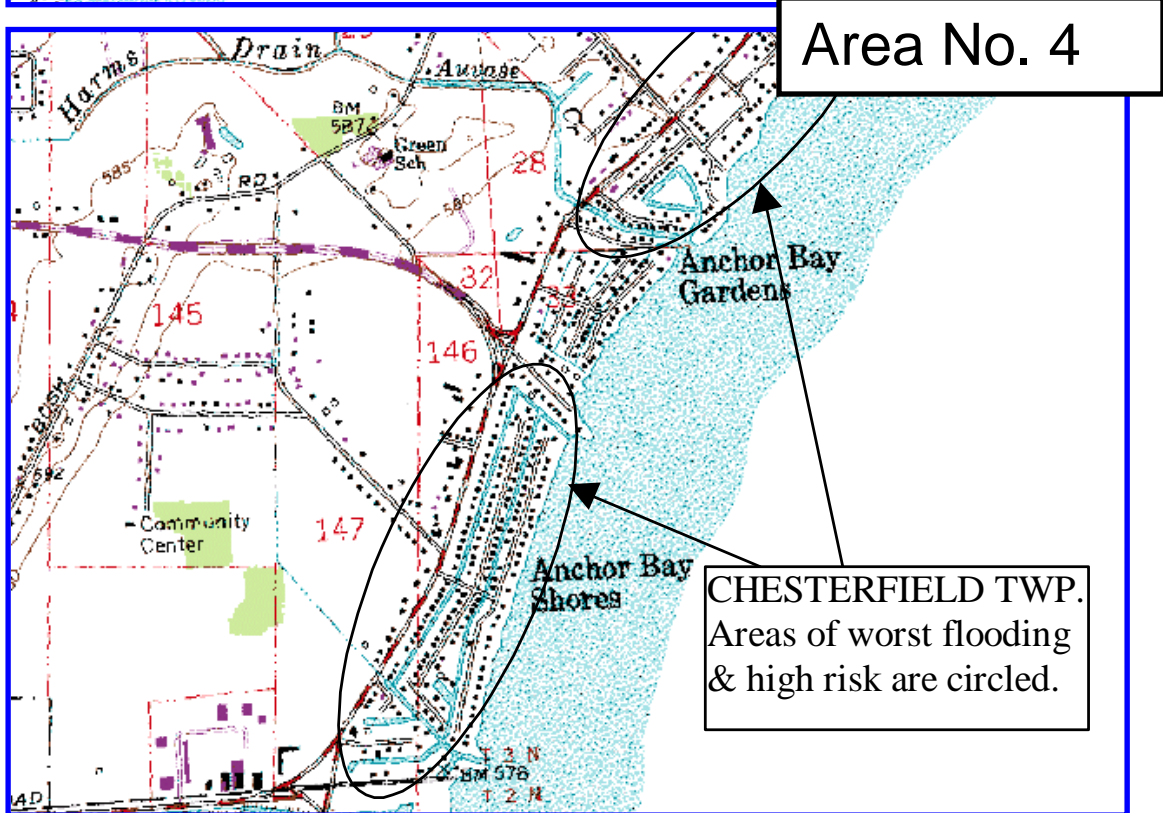 Area No. 4
Harms Drain
Auvase
BM
587
Green
Sch
28
585
RD
580
Anchor Bay
Gardens
32
33
145
146
BUSH
592
Community
Center
147
Anchor Bay
Shores
CHESTERFIELD TWP.
Areas of worst flooding
& high risk are circled.
T 3 N
BM 578
T 2 N